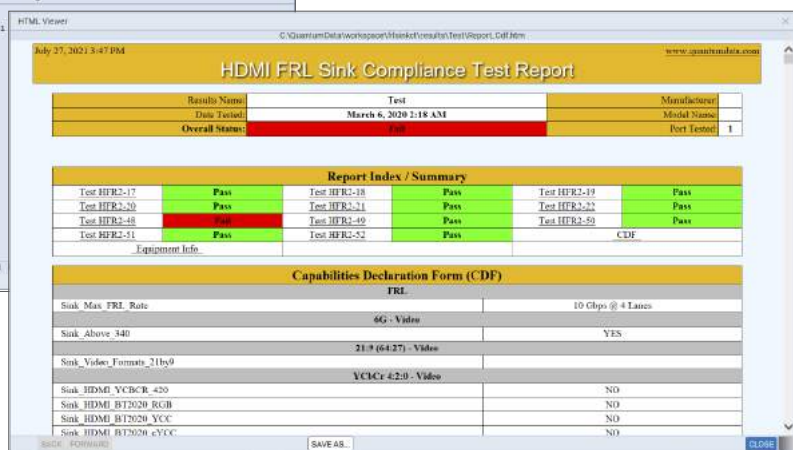 HTML Viewer
C:\QuantumData\workspace\hfsinkct\results\Test\Report_Cdf.htm
July 27, 2021 3:47 PM www.quantumdata.com
HDMI FRL Sink Compliance Test Report
Results Name: Test Manufacturer:
Date Tested: March 6, 2020 2:18 AM Model Name:
Overall Status: Fail Port Tested: 1
Report Index / Summary
Test HFR2-17 Pass Test HFR2-18 Pass Test HFR2-19 Pass
Test HFR2-20 Pass Test HFR2-21 Pass Test HFR2-22 Pass
Test HFR2-48 Fail Test HFR2-49 Pass Test HFR2-50 Pass
Test HFR2-51 Pass Test HFR2-52 Pass CDF
Equipment Info
Capabilities Declaration Form (CDF)
FRL
Sink_Max_FRL_Rate 10 Gbps @ 4 Lanes
6G - Video
Sink_Above_340 YES
21:9 (64:27) - Video
Sink_Video_Formats_21by9
YCbCr 4:2:0 - Video
Sink_HDMI_YCBCR_420 NO
Sink_HDMI_BT2020_RGB NO
Sink_HDMI_BT2020_YCC NO
Sink_HDMI_BT2020_cYCC NO
BACK FORWARD SAVE AS... CLOSE